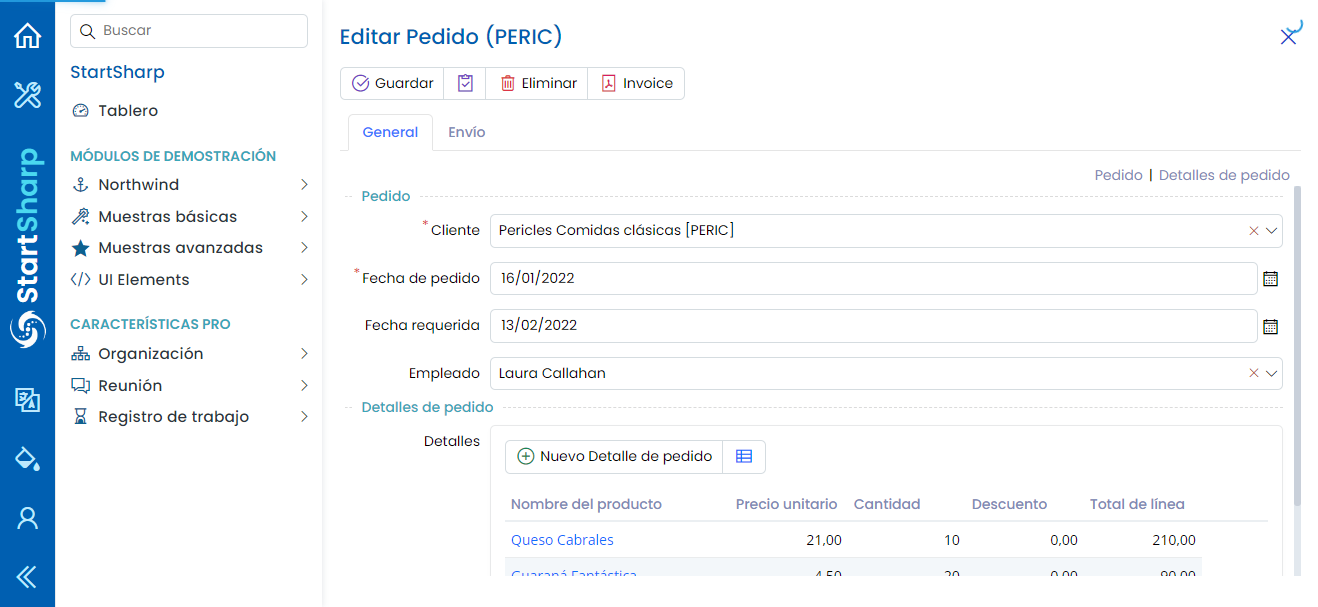 StartSharp
Buscar
StartSharp
Tablero
MÓDULOS DE DEMOSTRACIÓN
Northwind
Muestras básicas
Muestras avanzadas
UI Elements
CARACTERÍSTICAS PRO
Organización
Reunión
Registro de trabajo
Editar Pedido (PERIC)
Guardar Eliminar Invoice
General Envío
Pedido | Detalles de pedido
Pedido
* Cliente Pericles Comidas clásicas [PERIC]
* Fecha de pedido 16/01/2022
Fecha requerida 13/02/2022
Empleado Laura Callahan
Detalles de pedido
Detalles
Nuevo Detalle de pedido
Nombre del producto Precio unitario Cantidad Descuento Total de línea
Queso Cabrales 21,00 10 0,00 210,00
Guaraná Fantástica 4,50 20 0,00 90,00